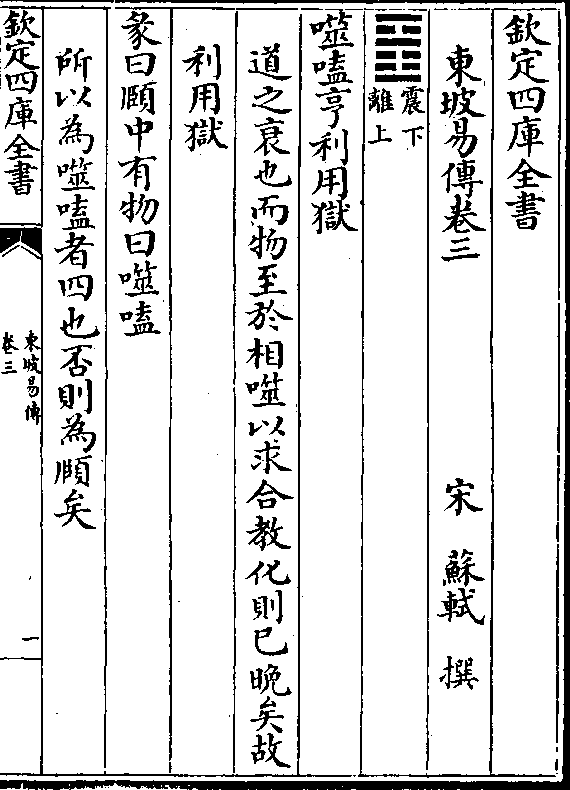 欽定四庫全書
東坡易傳卷三
宋 蘇軾 撰
震下
離上
噬嗑亨利用獄
道之衰也而物至於相噬以求合教化則已晚矣故
利用獄
彖曰頤中有物曰噬嗑
所以為噬嗑者四也否則為頤矣
欽定四庫全書
東坡易傳
卷三
一